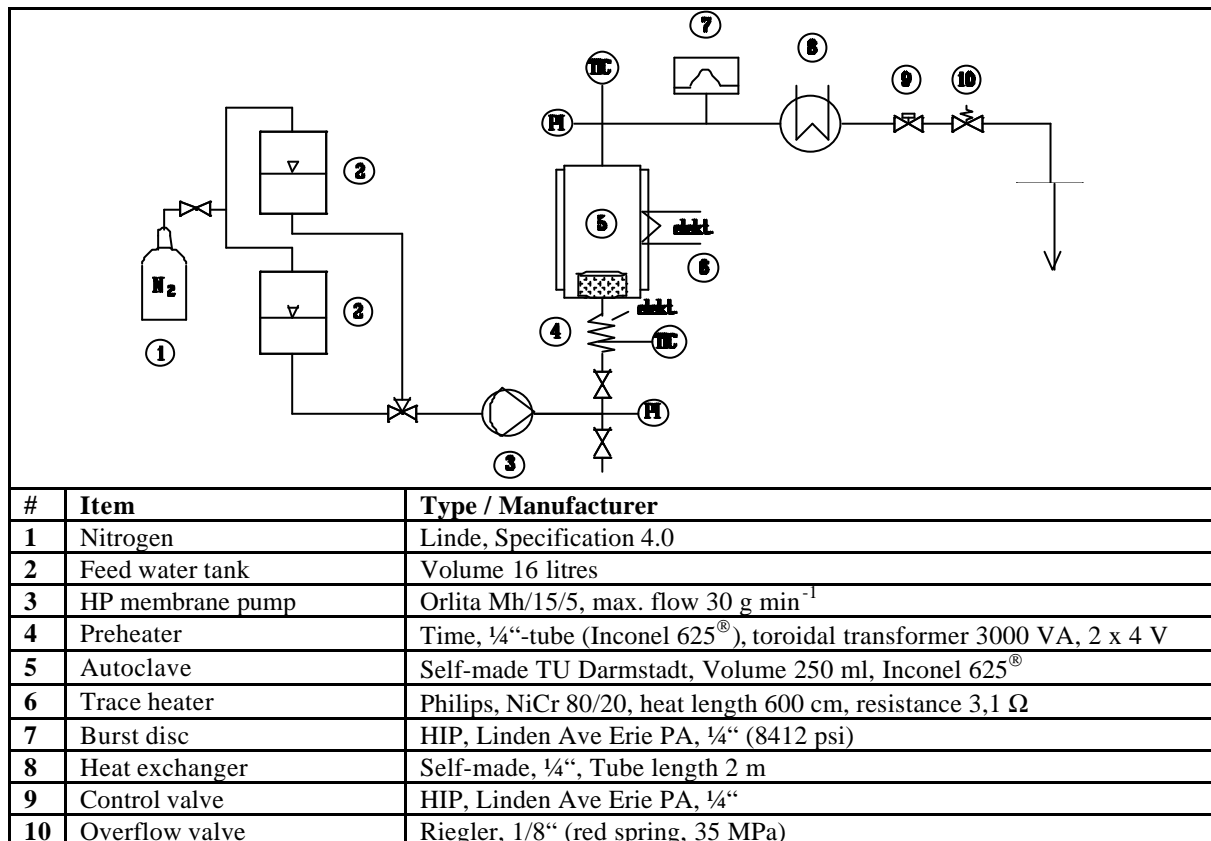 7
8
TIC
9
10
PI
2
5
elekt.
6
N2
elekt.
2
4
1
TIC
PI
3
# Item Type / Manufacturer
1 Nitrogen Linde, Specification 4.0
2 Feed water tank Volume 16 litres
3 HP membrane pump Orlita Mh/15/5, max. flow 30 g min-1
4 Preheater Time, ¼“-tube (Inconel 625®), toroidal transformer 3000 VA, 2 x 4 V
5 Autoclave Self-made TU Darmstadt, Volume 250 ml, Inconel 625®
6 Trace heater Philips, NiCr 80/20, heat length 600 cm, resistance 3,1 Ω
7 Burst disc HIP, Linden Ave Erie PA, ¼“ (8412 psi)
8 Heat exchanger Self-made, ¼“, Tube length 2 m
9 Control valve HIP, Linden Ave Erie PA, ¼“
10 Overflow valve Riegler, 1/8“ (red spring, 35 MPa)